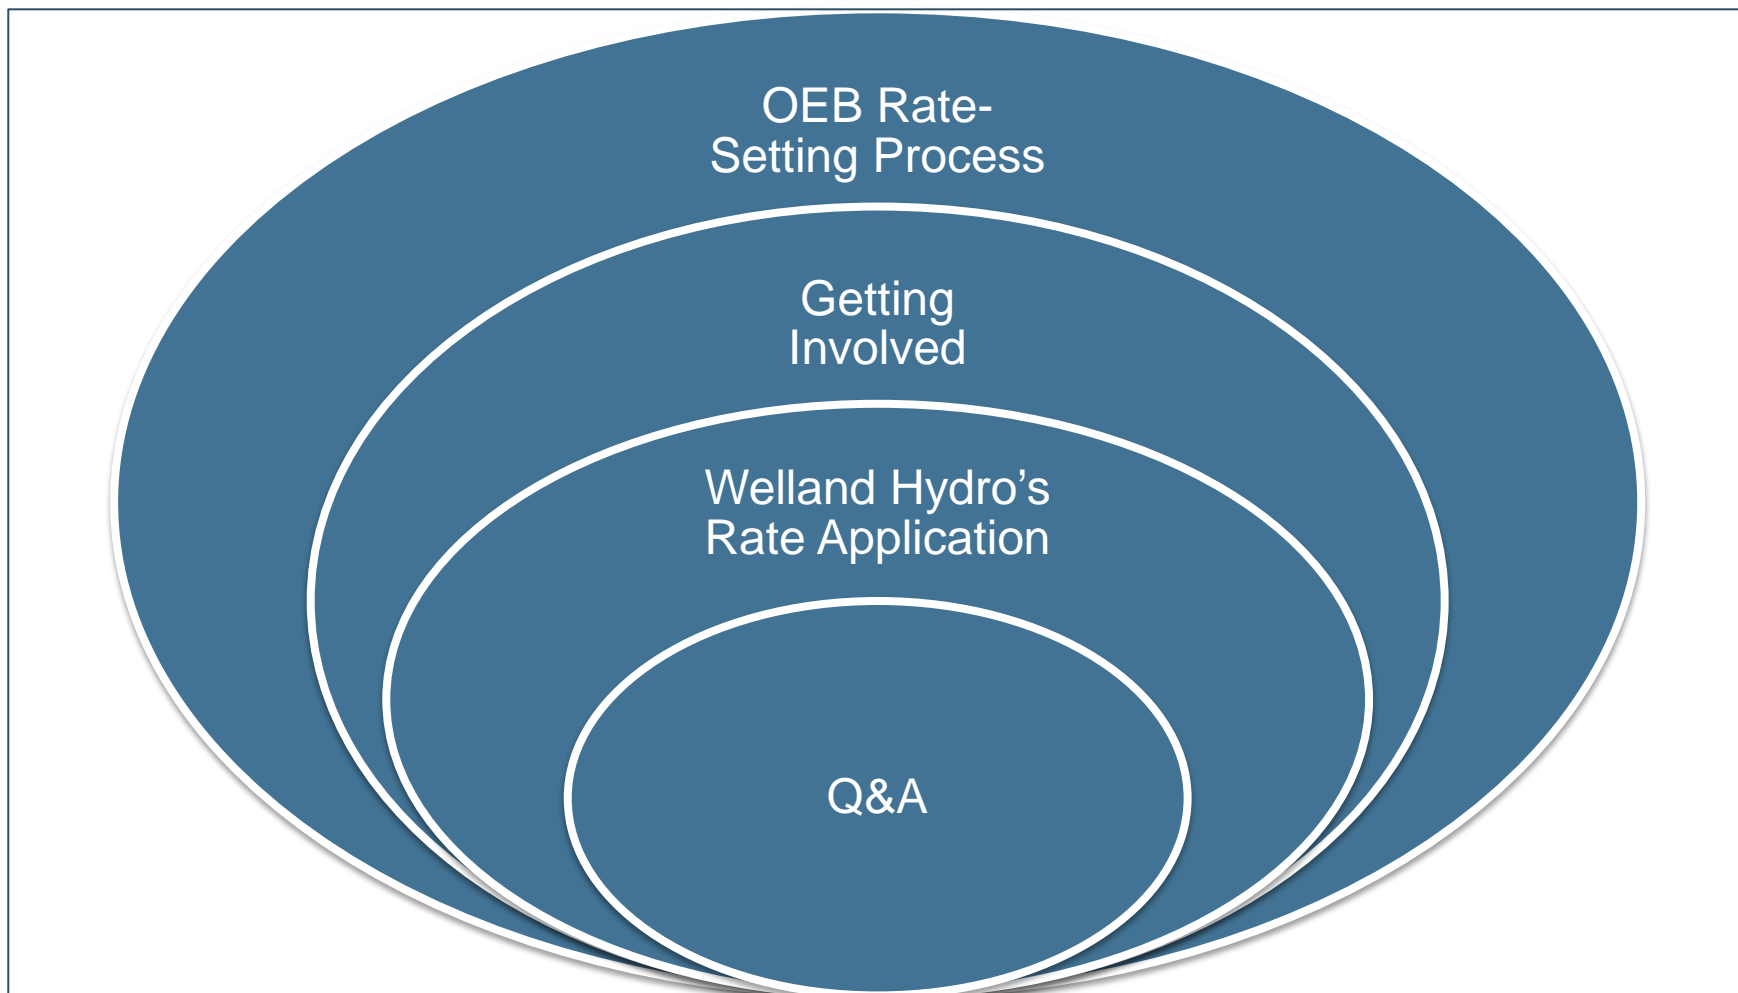 OEB Rate-
Setting Process
Getting
Involved
Welland Hydro’s
Rate Application
Q&A